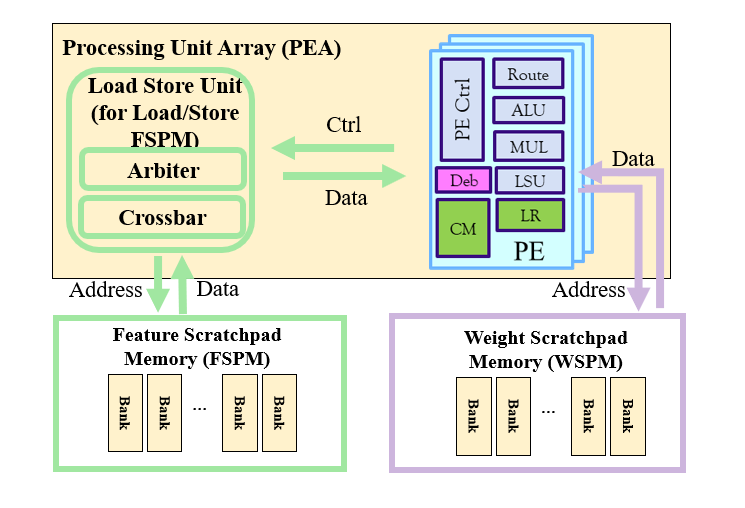 Processing Unit Array (PEA)
Load Store Unit
(for Load/Store
FSPM)
Arbiter
Crossbar
Ctrl
Data
PE Ctrl
Route
ALU
MUL
Deb
LSU
CM
LR
PE
Data
Address
Data
Address
Feature Scratchpad
Memory (FSPM)
Bank
Bank
...
Bank
Bank
Weight Scratchpad
Memory (WSPM)
Bank
Bank
...
Bank
Bank